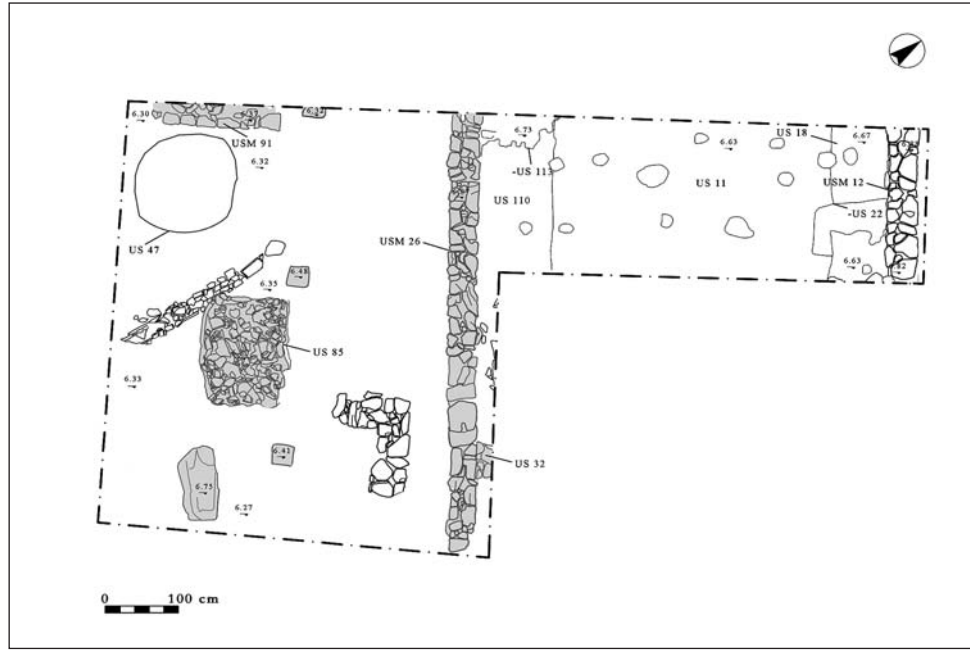 6.30
6.37
USM 91
6.32
US 47
6.48
6.35
US 85
6.33
6.41
6.75
6.27
USM 26
6.73
-US 113
US 110
6.63
US 11
US 18
6.67
USM 12
-US 22
6.63
US 32
0 100 cm